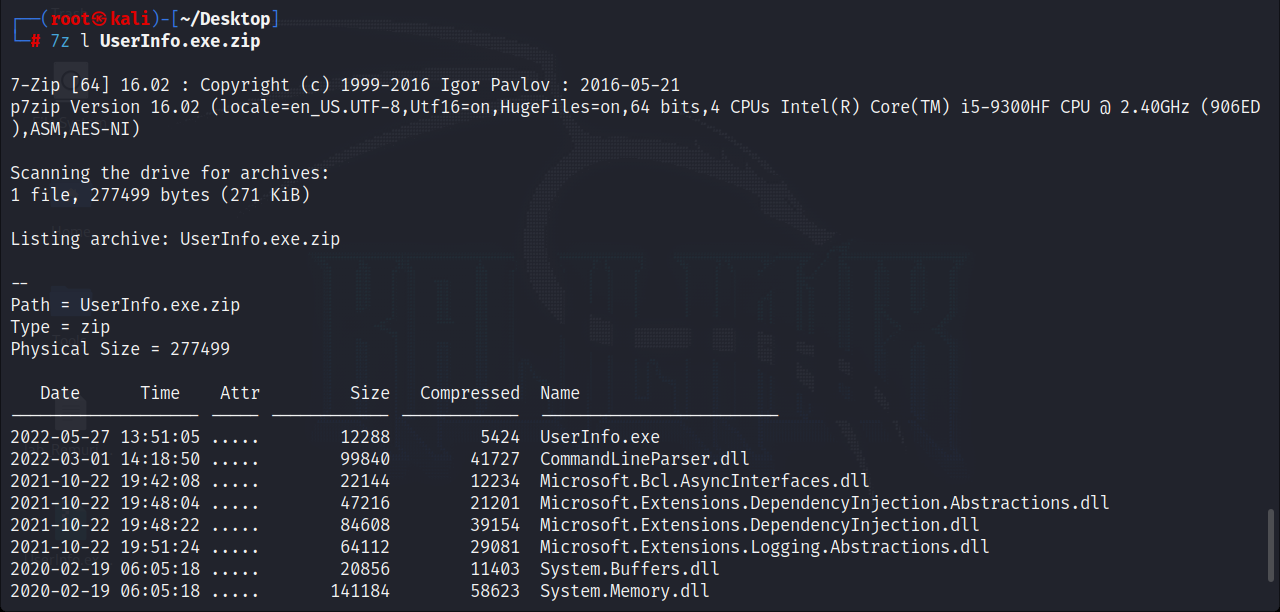 ┌──(root㉿kali)-[~/Desktop]
└─# 7z l UserInfo.exe.zip
7-Zip [64] 16.02 : Copyright (c) 1999-2016 Igor Pavlov : 2016-05-21
p7zip Version 16.02 (locale=en_US.UTF-8,Utf16=on,HugeFiles=on,64 bits,4 CPUs Intel(R) Core(TM) i5-9300HF CPU @ 2.40GHz (906ED
),ASM,AES-NI)
Scanning the drive for archives:
1 file, 277499 bytes (271 KiB)
Listing archive: UserInfo.exe.zip
--
Path = UserInfo.exe.zip
Type = zip
Physical Size = 277499
   Date      Time    Attr         Size   Compressed  Name
------------------- ----- ------------ ------------  ------------------------
2022-05-27 13:51:05 .....        12288         5424  UserInfo.exe
2022-03-01 14:18:50 .....        99840        41727  CommandLineParser.dll
2021-10-22 19:42:08 .....        22144        12234  Microsoft.Bcl.AsyncInterfaces.dll
2021-10-22 19:48:04 .....        47216        21201  Microsoft.Extensions.DependencyInjection.Abstractions.dll
2021-10-22 19:48:22 .....        84608        39154  Microsoft.Extensions.DependencyInjection.dll
2021-10-22 19:51:24 .....        64112        29081  Microsoft.Extensions.Logging.Abstractions.dll
2020-02-19 06:05:18 .....        20856        11403  System.Buffers.dll
2020-02-19 06:05:18 .....       141184        58623  System.Memory.dll